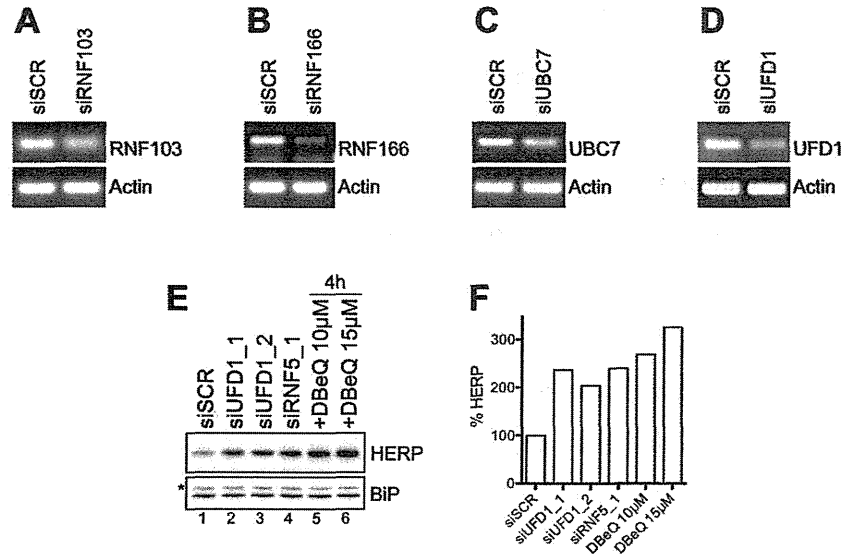 A
siSCR
siRNF103
RNF103
Actin
B
siSCR
siRNF166
RNF166
Actin
C
siSCR
siUBC7
UBC7
Actin
D
siSCR
siUFD1
UFD1
Actin
E
4h
siSCR
siUFD1_1
siUFD1_2
siRNF5_1
+DBeQ 10µM
+DBeQ 15µM
HERP
*
BiP
1 2 3 4 5 6
F
% HERP
300
200
100
0
siSCR
siUFD1_1
siUFD1_2
siRNF5_1
DBeQ 10µM
DBeQ 15µM